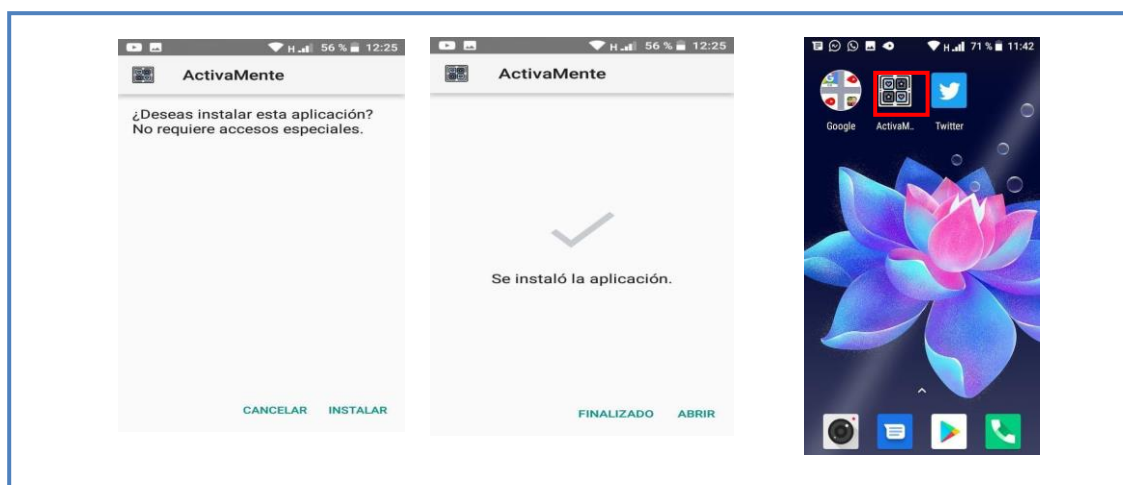 H 56 % 12:25
ActivaMente
¿Deseas instalar esta aplicación?
No requiere accesos especiales.
CANCELAR INSTALAR
H 56 % 12:25
ActivaMente
Se instaló la aplicación.
FINALIZADO ABRIR
H 71 % 11:42
Google ActivaM.. Twitter